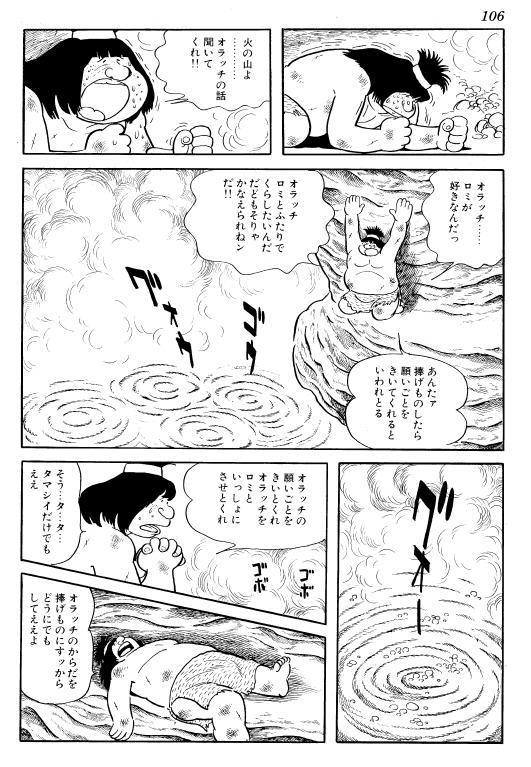 106
火の山よ
………
オラッチの話
聞いて
くれ!!
オラッチ……
ロミが
好きなんだっ
オラッチ
ロミとふたりで
くらしたいんだ
だどもそりゃ
かなえられねン
だ!!
あんたァ
捧げものしたら
願いごとを
きいてくれると
いわれとる
グォーッ
グォーッ
グォーッ
オラッチの
願いごとを
きいとくれ
オラッチを
ロミと
いっしょに
させとくれ
そう…タ…タ…
タマシイだけでも
ええ
ゴボ
ゴボ
オラッチのからだを
捧げものにすッから
どうにでも
してええよ